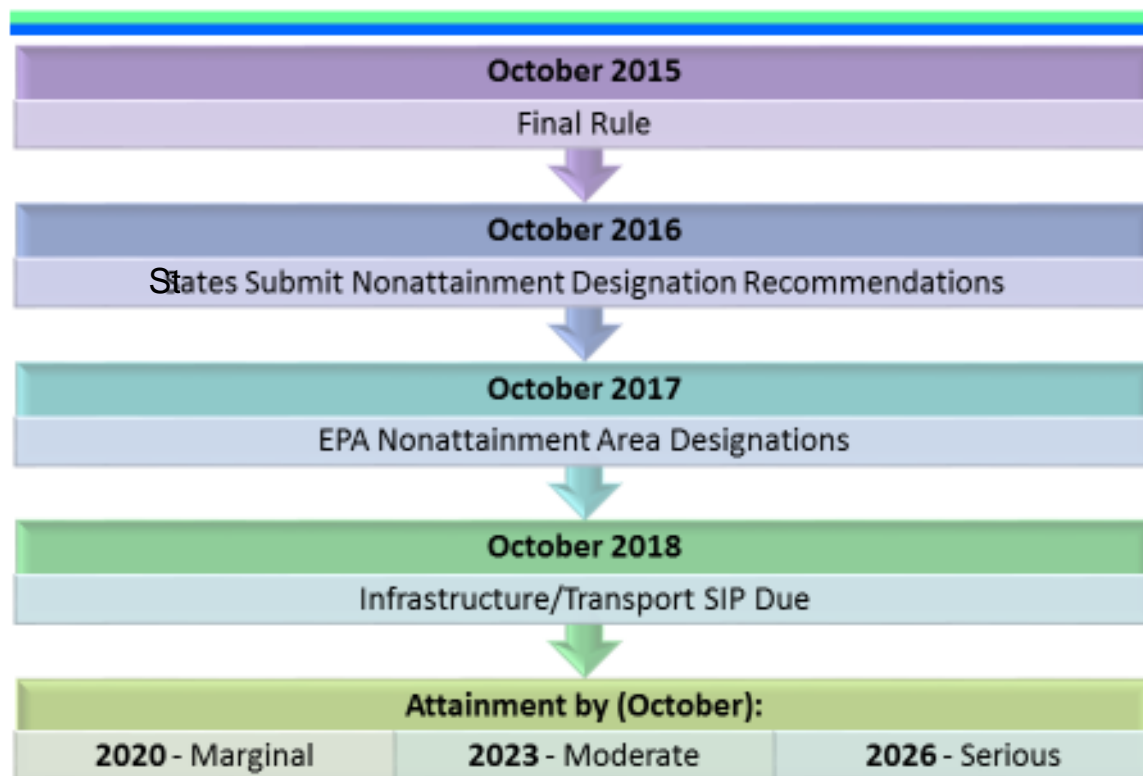 October 2015
Final Rule
October 2016
States Submit Nonattainment Designation Recommendations
October 2017
EPA Nonattainment Area Designations
October 2018
Infrastructure/Transport SIP Due
Attainment by (October):
2020 - Marginal 2023 - Moderate 2026 - Serious